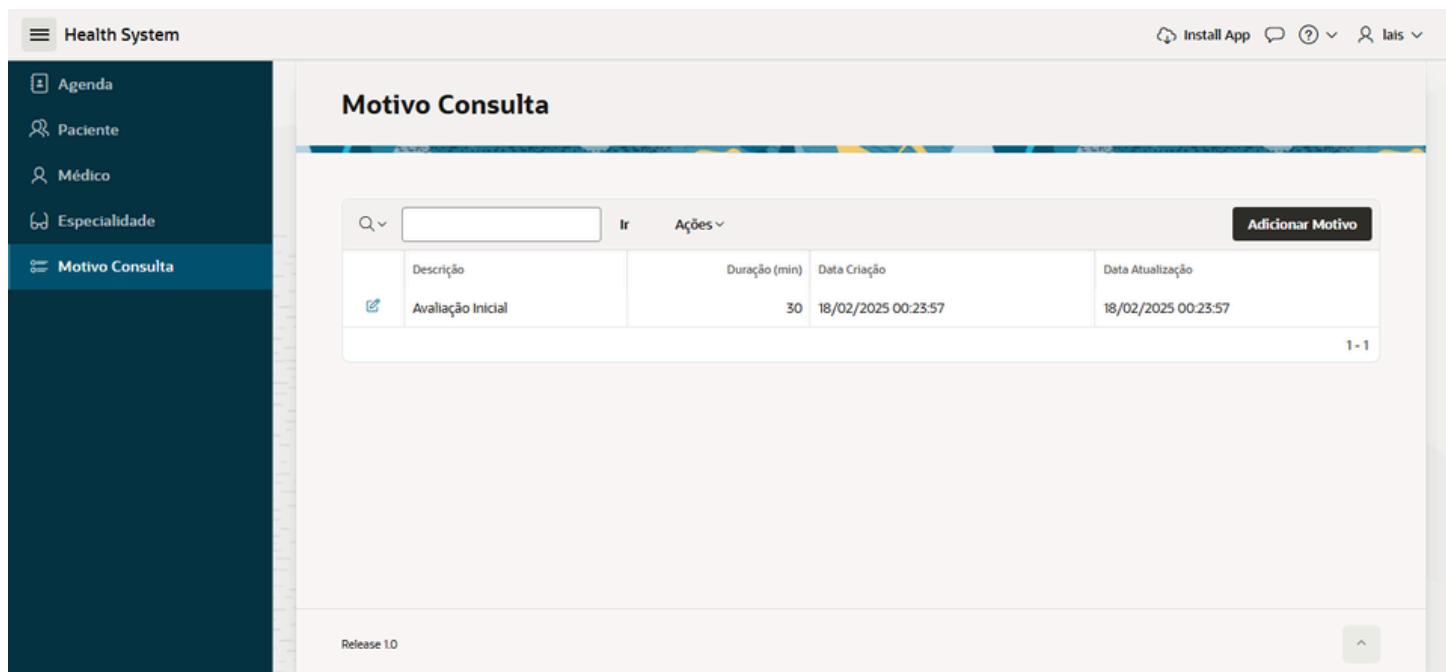 Health System
Install App
lais
Agenda
Paciente
Médico
Especialidade
Motivo Consulta
Motivo Consulta
Ir Ações Adicionar Motivo
Descrição Duração (min) Data Criação Data Atualização
Avaliação Inicial 30 18/02/2025 00:23:57 18/02/2025 00:23:57
1 - 1
Release 1.0